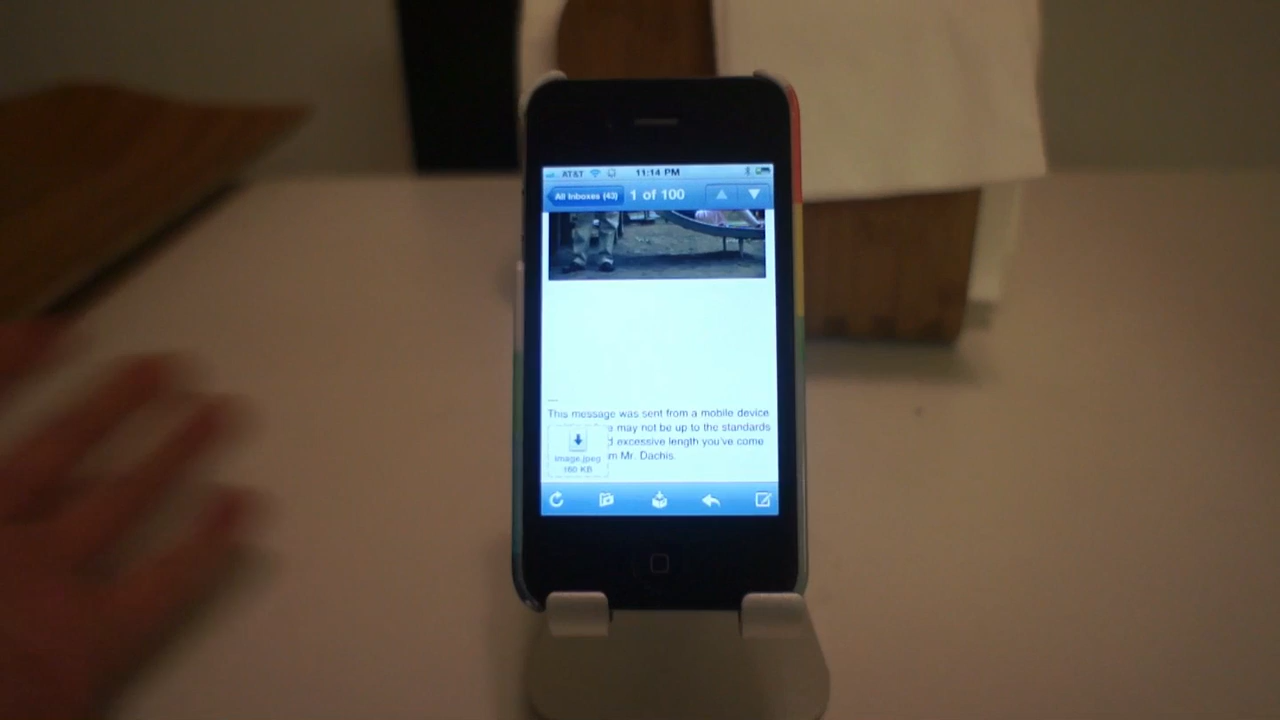 AT&T 11:14 PM
All Inboxes (43) 1 of 100
This message was sent from a mobile device
may not be up to the standards
excessive length you've come
Mr. Dachis.
image.jpeg
160 KB